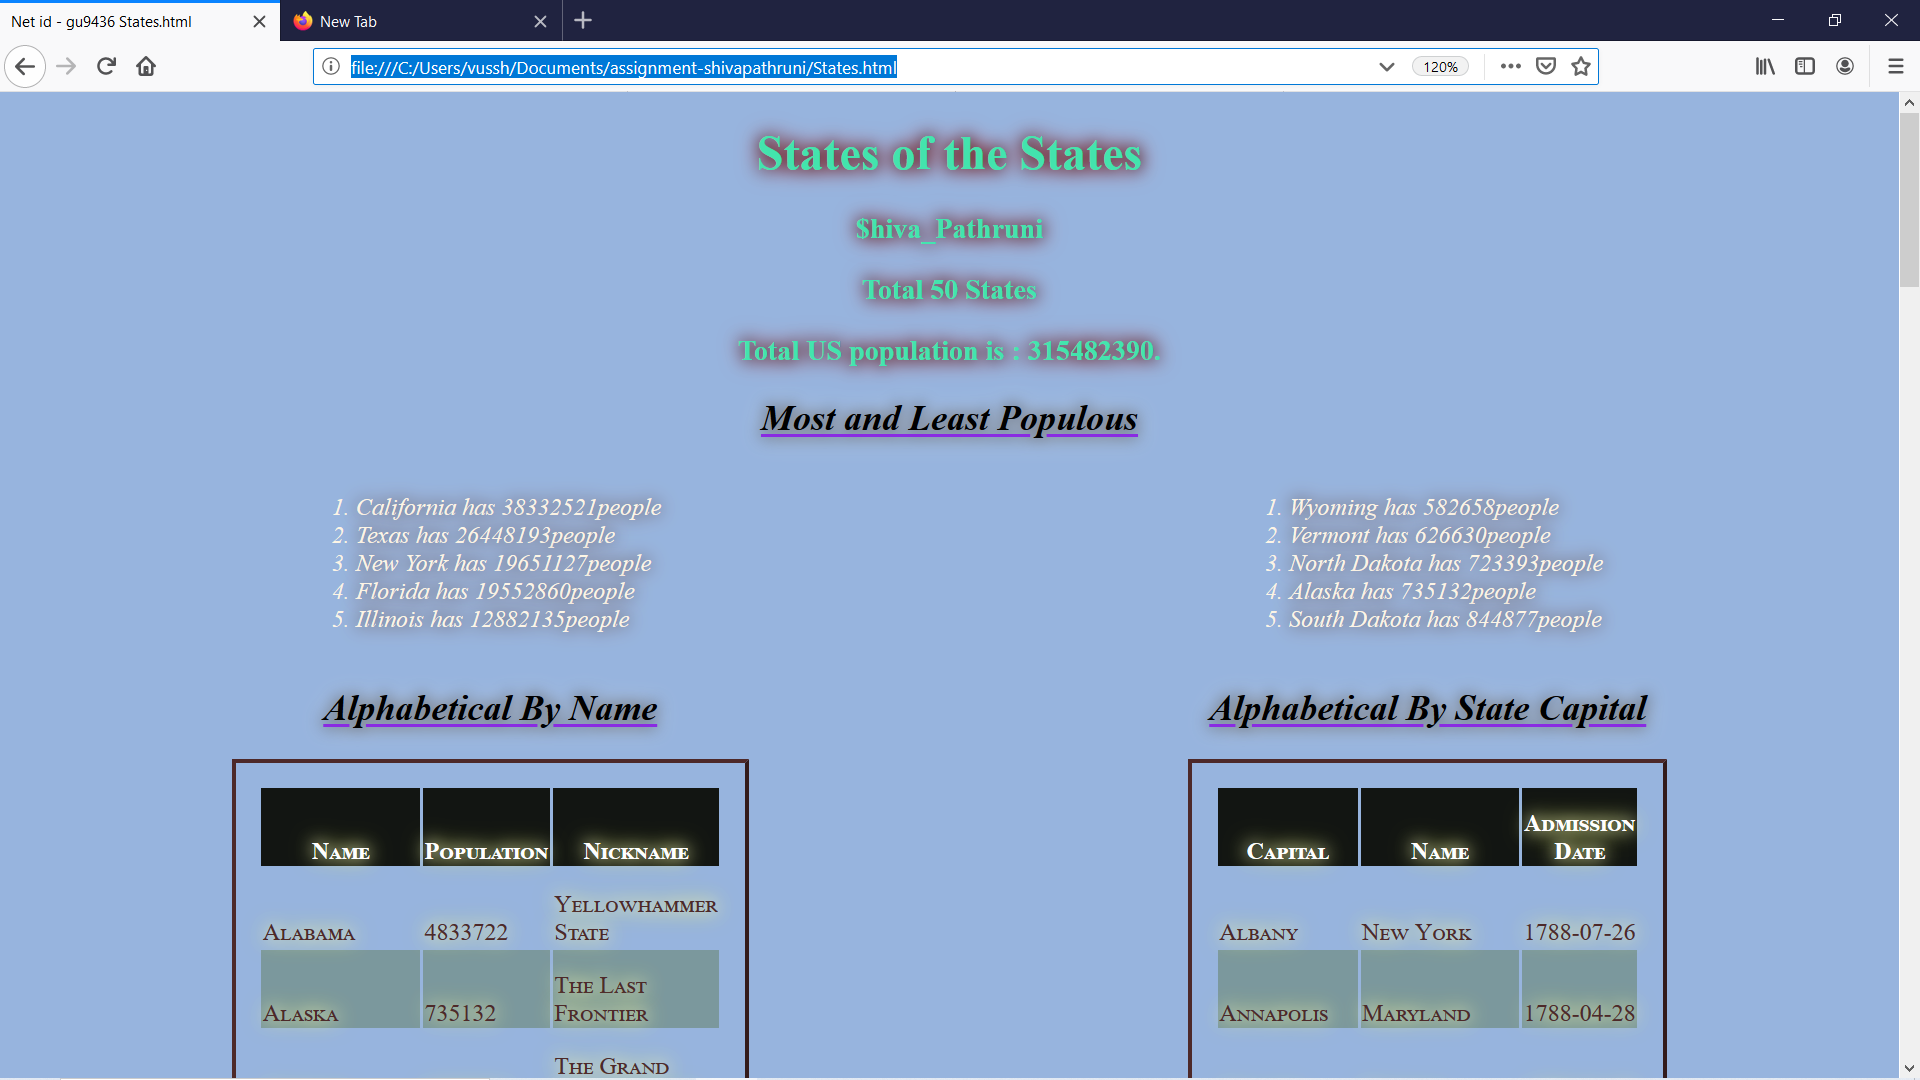 Net id - gu9436 States.html
New Tab
file:///C:/Users/vussh/Documents/assignment-shivapathruni/States.html
120%
States of the States
$hiva_Pathruni
Total 50 States
Total US population is : 315482390.
Most and Least Populous
1. California has 38332521people
2. Texas has 26448193people
3. New York has 19651127people
4. Florida has 19552860people
5. Illinois has 12882135people
1. Wyoming has 582658people
2. Vermont has 626630people
3. North Dakota has 723393people
4. Alaska has 735132people
5. South Dakota has 844877people
Alphabetical By Name
Name Population Nickname
Alabama 4833722 Yellowhammer
State
Alaska 735132 The Last
Frontier
The Grand
Alphabetical By State Capital
Capital Name Admission
Date
Albany New York 1788-07-26
Annapolis Maryland 1788-04-28